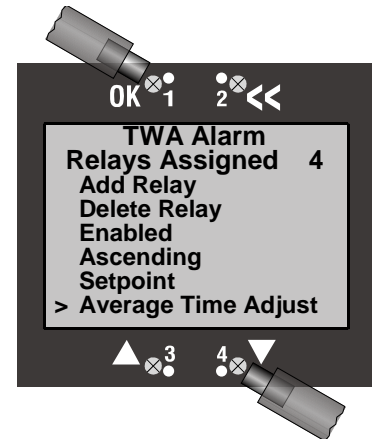 OK 1 2 <<
TWA Alarm
Relays Assigned 4
Add Relay
Delete Relay
Enabled
Ascending
Setpoint
> Average Time Adjust
3 4